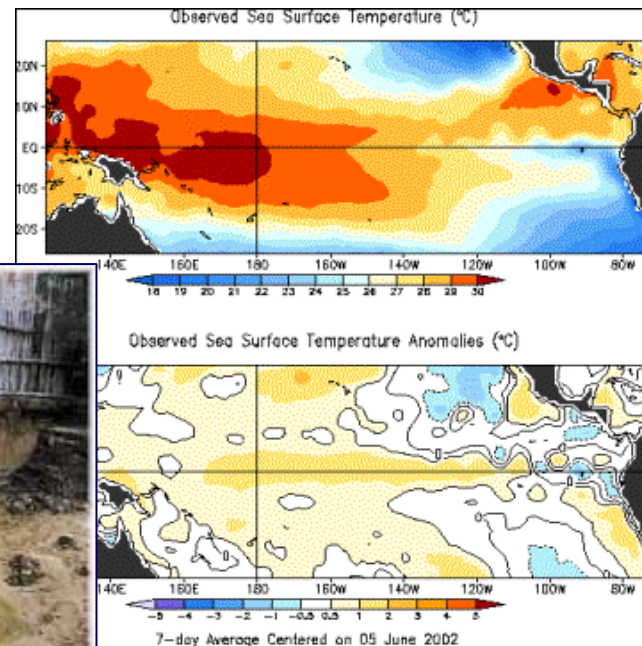 Observed Sea Surface Temperature (°C)
20N
10N
EQ
10S
20S
140E 160E 180 160W 140W 120W 100W 80W
18 19 20 21 22 23 24 25 26 27 28 29 30
Observed Sea Surface Temperature Anomalies (°C)
140E 160E 180 160W 140W 120W 100W 80W
-5 -4 -3 -2 -1 -0.5 0.5 1 2 3 4 5
7-day Average Centered on 05 June 2002